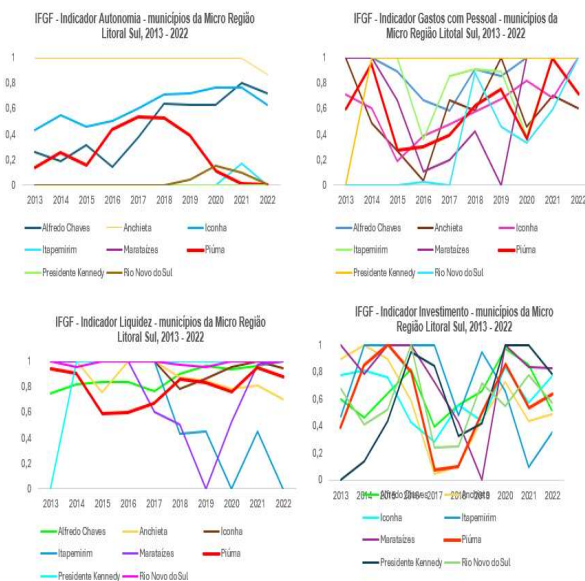 IFGF - Indicador Autonomia - municípios da Micro Região
Litoral Sul, 2013 - 2022
1
0,8
0,6
0,4
0,2
0
2013 2014 2015 2016 2017 2018 2019 2020 2021 2022
Alfredo Chaves Anchieta Iconha
Itapemirim Marataízes Piúma
Presidente Kennedy Rio Novo do Sul
IFGF - Indicador Gastos com Pessoal - municípios da
Micro Região Litotal Sul, 2013 - 2022
1
0,8
0,6
0,4
0,2
0
2013 2014 2015 2016 2017 2018 2019 2020 2021 2022
Alfredo Chaves Anchieta Iconha
Itapemirim Marataízes Piúma
Presidente Kennedy Rio Novo do Sul
IFGF - Indicador Liquidez - municípios da Micro Região
Litoral Sul, 2013 - 2022
1
0,8
0,6
0,4
0,2
0
2013 2014 2015 2016 2017 2018 2019 2020 2021 2022
Alfredo Chaves Anchieta Iconha
Itapemirim Marataízes Piúma
Presidente Kennedy Rio Novo do Sul
IFGF - Indicador Investimento - municípios da Micro
Região Litoral Sul, 2013 - 2022
1
0,8
0,6
0,4
0,2
0
2013 2014 2015 2016 2017 2018 2019 2020 2021 2022
Alfredo Chaves Anchieta
Iconha Itapemirim
Marataízes Piúma
Presidente Kennedy Rio Novo do Sul